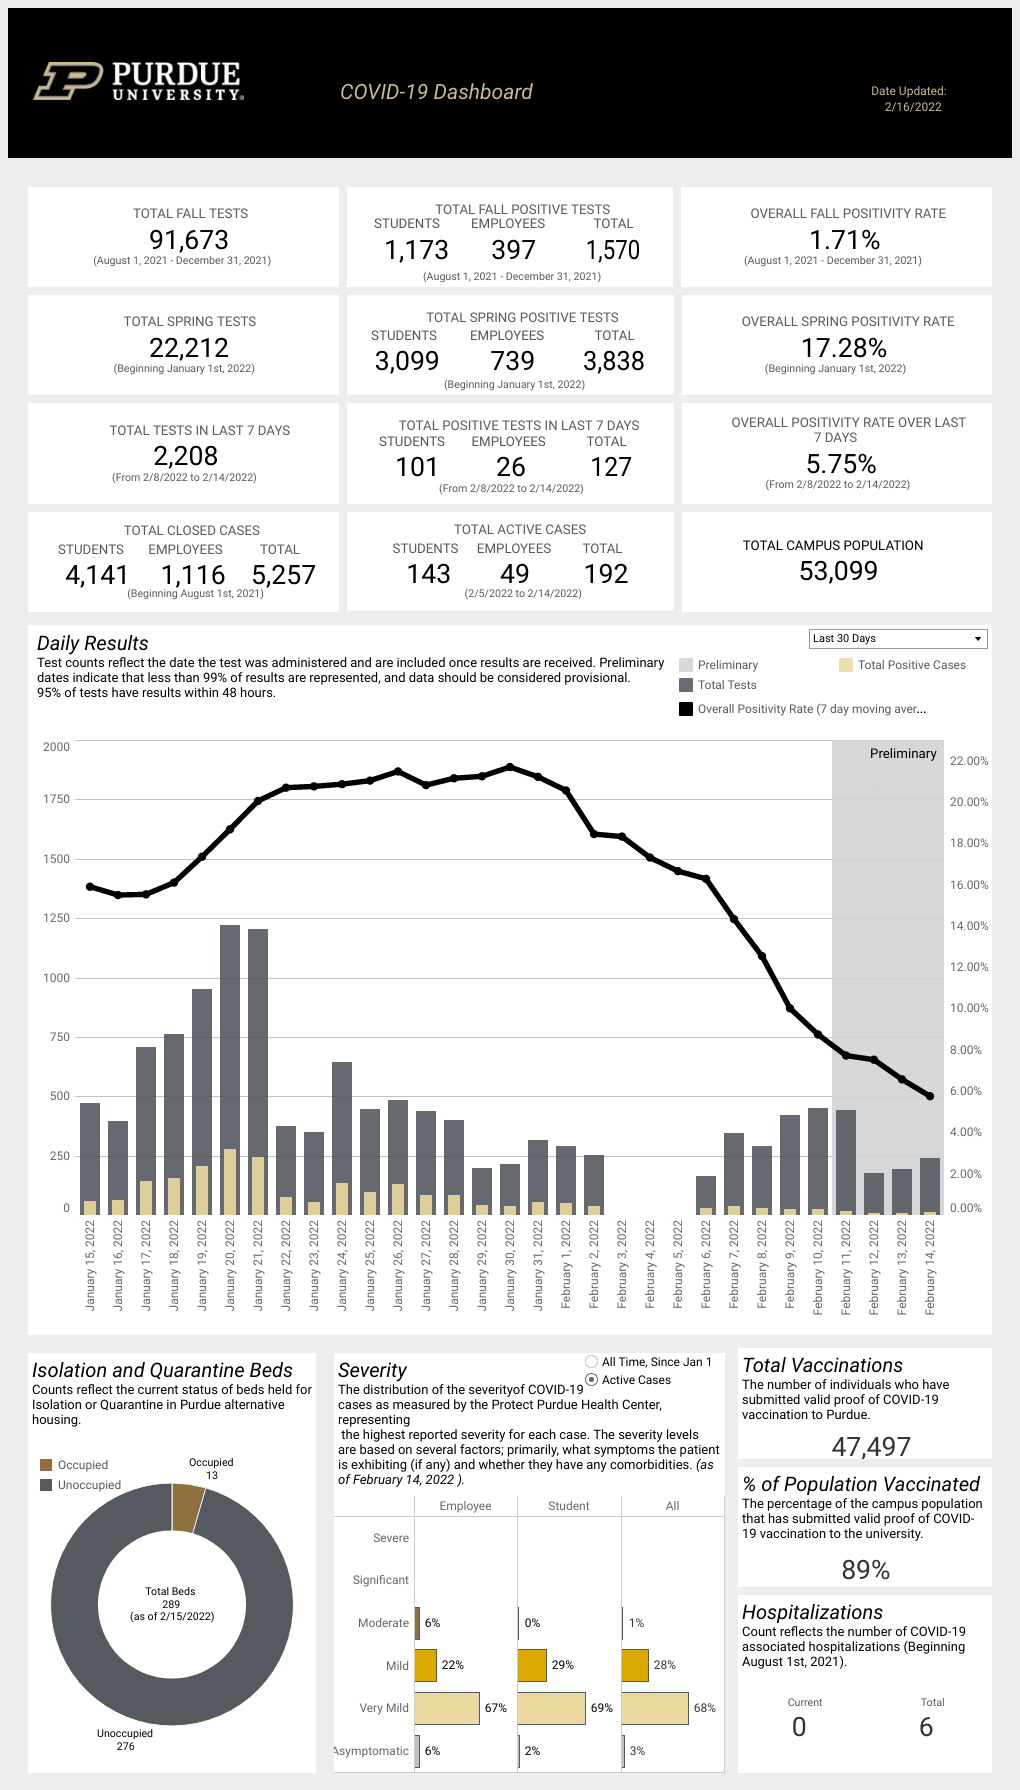 PURDUE
UNIVERSITY®
COVID-19 Dashboard
Date Updated:
2/16/2022
TOTAL FALL TESTS
91,673
(August 1, 2021 - December 31, 2021)
TOTAL FALL POSITIVE TESTS
STUDENTS EMPLOYEES TOTAL
1,173 397 1,570
(August 1, 2021 - December 31, 2021)
OVERALL FALL POSITIVITY RATE
1.71%
(August 1, 2021 - December 31, 2021)
TOTAL SPRING TESTS
22,212
(Beginning January 1st, 2022)
TOTAL SPRING POSITIVE TESTS
STUDENTS EMPLOYEES TOTAL
3,099 739 3,838
(Beginning January 1st, 2022)
OVERALL SPRING POSITIVITY RATE
17.28%
(Beginning January 1st, 2022)
TOTAL TESTS IN LAST 7 DAYS
2,208
(From 2/8/2022 to 2/14/2022)
TOTAL POSITIVE TESTS IN LAST 7 DAYS
STUDENTS EMPLOYEES TOTAL
101 26 127
(From 2/8/2022 to 2/14/2022)
OVERALL POSITIVITY RATE OVER LAST
7 DAYS
5.75%
(From 2/8/2022 to 2/14/2022)
TOTAL CLOSED CASES
STUDENTS EMPLOYEES TOTAL
4,141 1,116 5,257
(Beginning August 1st, 2021)
TOTAL ACTIVE CASES
STUDENTS EMPLOYEES TOTAL
143 49 192
(2/5/2022 to 2/14/2022)
TOTAL CAMPUS POPULATION
53,099
Daily Results
Test counts reflect the date the test was administered and are included once results are received. Preliminary
dates indicate that less than 99% of results are represented, and data should be considered provisional.
95% of tests have results within 48 hours.
Last 30 Days
Preliminary
Total Positive Cases
Total Tests
Overall Positivity Rate (7 day moving aver...
Preliminary
2000
1750
1500
1250
1000
750
500
250
0
22.00%
20.00%
18.00%
16.00%
14.00%
12.00%
10.00%
8.00%
6.00%
4.00%
2.00%
0.00%
January 15, 2022
January 16, 2022
January 17, 2022
January 18, 2022
January 19, 2022
January 20, 2022
January 21, 2022
January 22, 2022
January 23, 2022
January 24, 2022
January 25, 2022
January 26, 2022
January 27, 2022
January 28, 2022
January 29, 2022
January 30, 2022
January 31, 2022
February 1, 2022
February 2, 2022
February 3, 2022
February 4, 2022
February 5, 2022
February 6, 2022
February 7, 2022
February 8, 2022
February 9, 2022
February 10, 2022
February 11, 2022
February 12, 2022
February 13, 2022
February 14, 2022
Isolation and Quarantine Beds
Counts reflect the current status of beds held for
Isolation or Quarantine in Purdue alternative
housing.
Occupied
Unoccupied
Occupied
13
Total Beds
289
(as of 2/15/2022)
Unoccupied
276
Severity
All Time, Since Jan 1
Active Cases
The distribution of the severityof COVID-19
cases as measured by the Protect Purdue Health Center,
representing
the highest reported severity for each case. The severity levels
are based on several factors; primarily, what symptoms the patient
is exhibiting (if any) and whether they have any comorbidities. (as
of February 14, 2022 ).
Employee Student All
Severe
Significant
Moderate 6% 0% 1%
Mild 22% 29% 28%
Very Mild 67% 69% 68%
Asymptomatic 6% 2% 3%
Total Vaccinations
The number of individuals who have
submitted valid proof of COVID-19
vaccination to Purdue.
47,497
% of Population Vaccinated
The percentage of the campus population
that has submitted valid proof of COVID-
19 vaccination to the university.
89%
Hospitalizations
Count reflects the number of COVID-19
associated hospitalizations (Beginning
August 1st, 2021).
Current Total
0 6